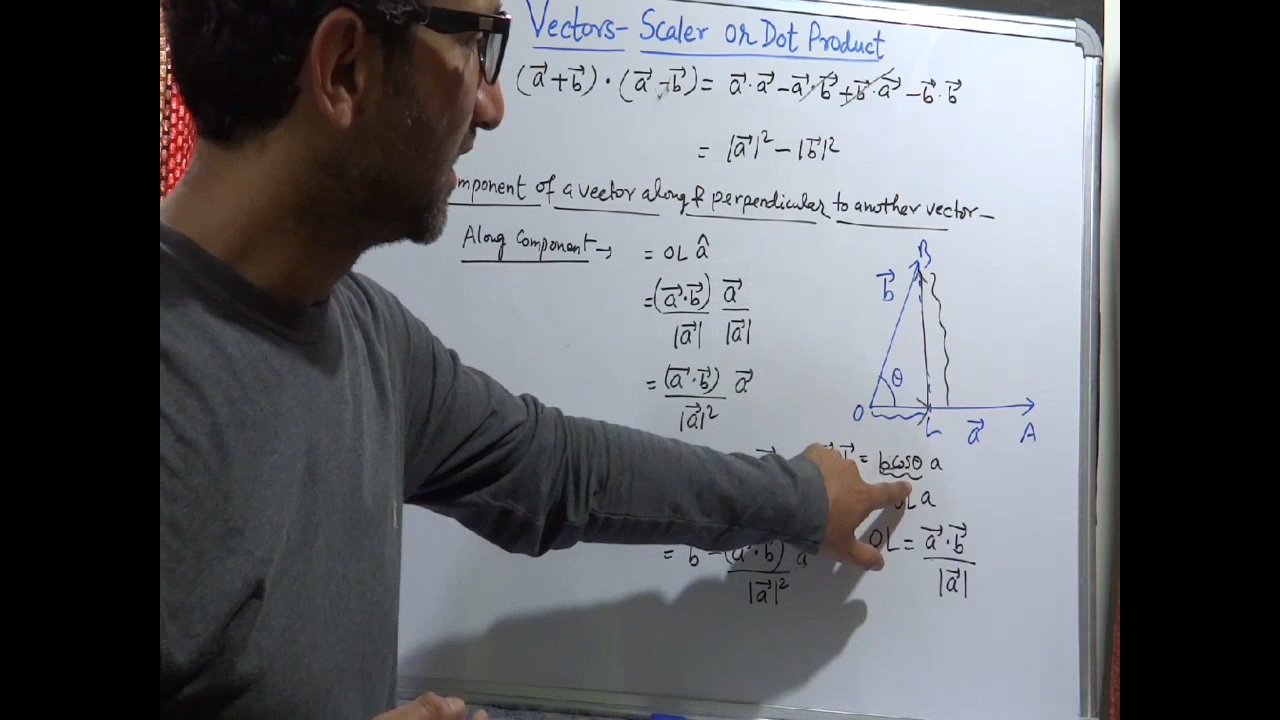 Vectors- Scaler or Dot Product
(a⃗ + b⃗) · (a⃗ - b⃗) = a⃗·a⃗ - a⃗·b⃗ + b⃗·a⃗ - b⃗·b⃗
= |a⃗|² - |b⃗|²
mponent of a vector along & perpendicular to another vector-
Along Component → = OL â
= (a⃗·b⃗)/|a⃗| a⃗/|a⃗|
= (a⃗·b⃗)/|a⃗|² a⃗
B
b⃗
θ
O L a⃗ A
= bcosθ a
OL a
= b - (a⃗·b⃗)/|a⃗|² a
OL = a⃗·b⃗/|a⃗|